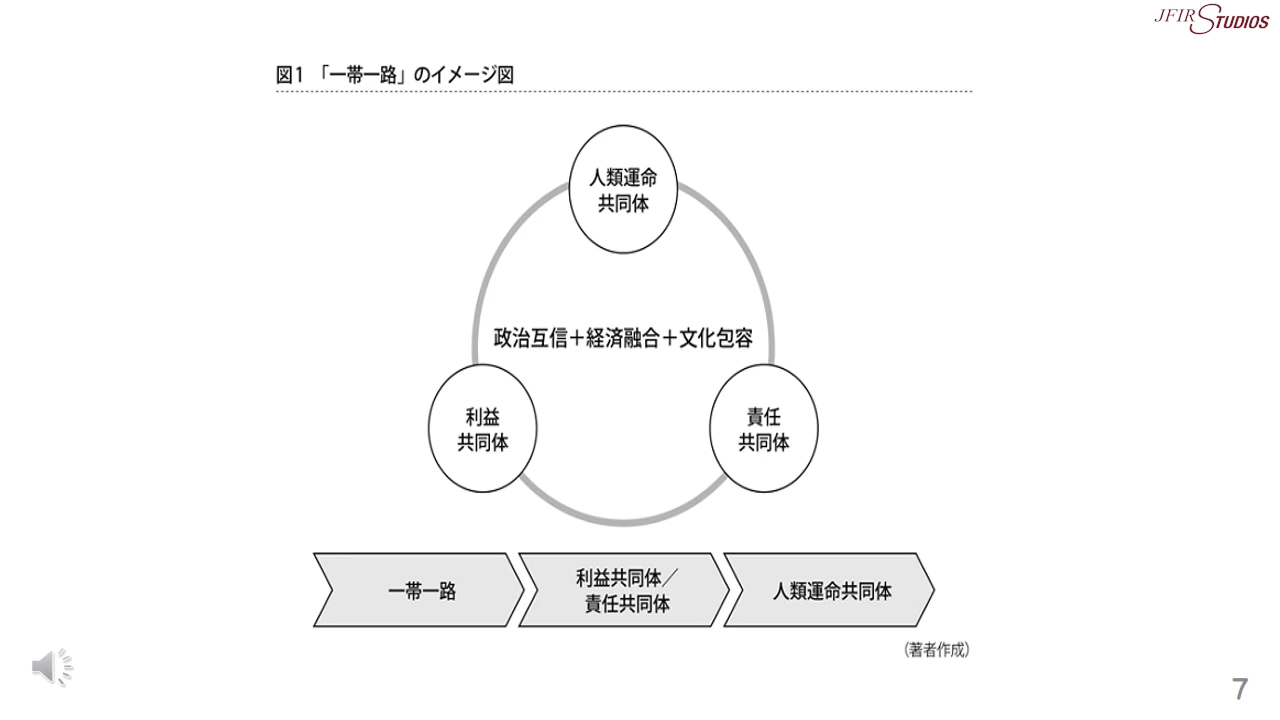 JFIR STUDIOS
図1 「一帯一路」のイメージ図
人類運命
共同体
政治互信＋経済融合＋文化包容
利益
共同体
責任
共同体
一帯一路
利益共同体／
責任共同体
人類運命共同体
（著者作成）
7